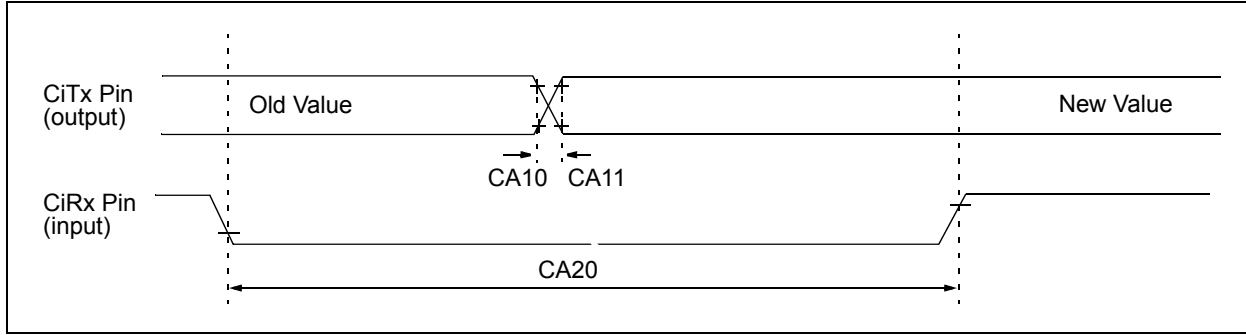 CiTx Pin
(output)
Old Value
New Value
CA10 CA11
CiRx Pin
(input)
CA20